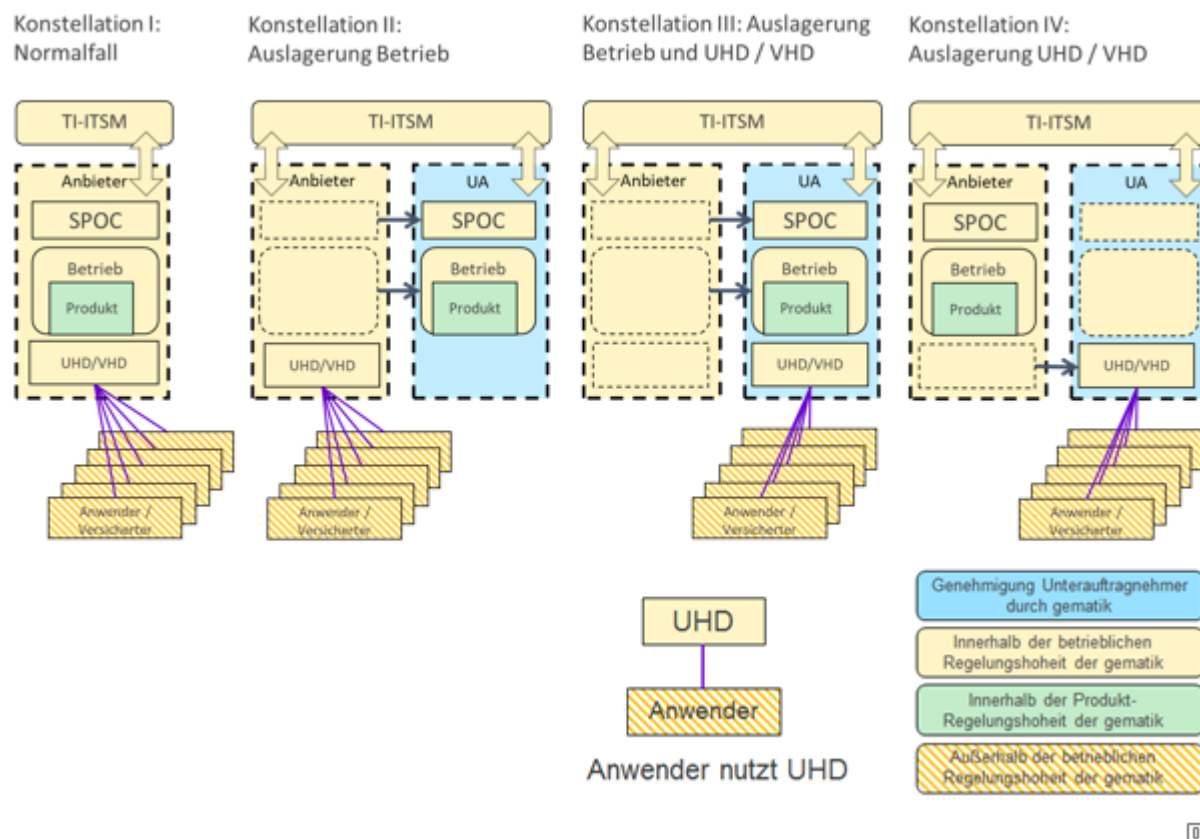 Konstellation I:
Normalfall
Konstellation II:
Auslagerung Betrieb
Konstellation III: Auslagerung
Betrieb und UHD / VHD
Konstellation IV:
Auslagerung UHD / VHD
TI-ITSM
Anbieter
SPOC
Betrieb
Produkt
UHD/VHD
Anwender /
Versicherter
TI-ITSM
Anbieter
UA
SPOC
Betrieb
Produkt
UHD/VHD
Anwender /
Versicherter
TI-ITSM
Anbieter
UA
SPOC
Betrieb
Produkt
UHD/VHD
Anwender /
Versicherter
TI-ITSM
Anbieter
UA
SPOC
Betrieb
Produkt
UHD/VHD
Anwender /
Versicherter
UHD
Anwender
Anwender nutzt UHD
Genehmigung Unterauftragnehmer
durch gematik
Innerhalb der betrieblichen
Regelungshoheit der gematik
Innerhalb der Produkt-
Regelungshoheit der gematik
Außerhalb der betrieblichen
Regelungshoheit der gematik